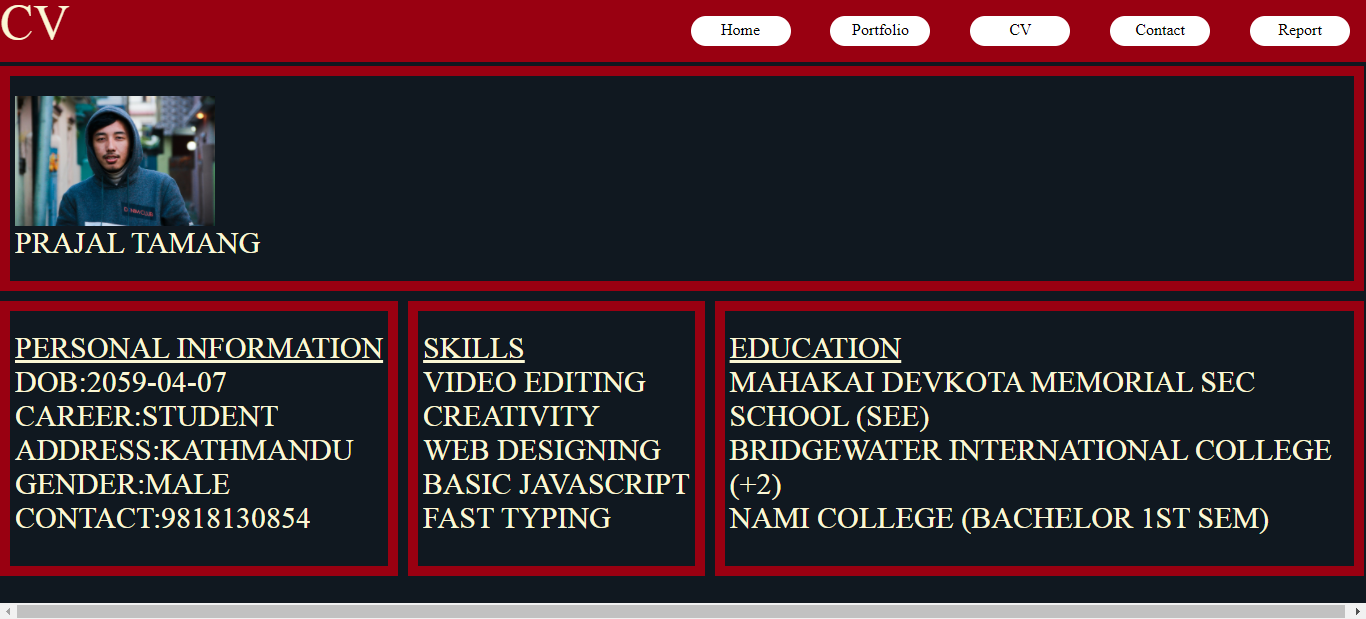 CV
Home
Portfolio
CV
Contact
Report
PRAJAL TAMANG
PERSONAL INFORMATION
DOB:2059-04-07
CAREER:STUDENT
ADDRESS:KATHMANDU
GENDER:MALE
CONTACT:9818130854
SKILLS
VIDEO EDITING
CREATIVITY
WEB DESIGNING
BASIC JAVASCRIPT
FAST TYPING
EDUCATION
MAHAKAI DEVKOTA MEMORIAL SEC
SCHOOL (SEE)
BRIDGEWATER INTERNATIONAL COLLEGE
(+2)
NAMI COLLEGE (BACHELOR 1ST SEM)